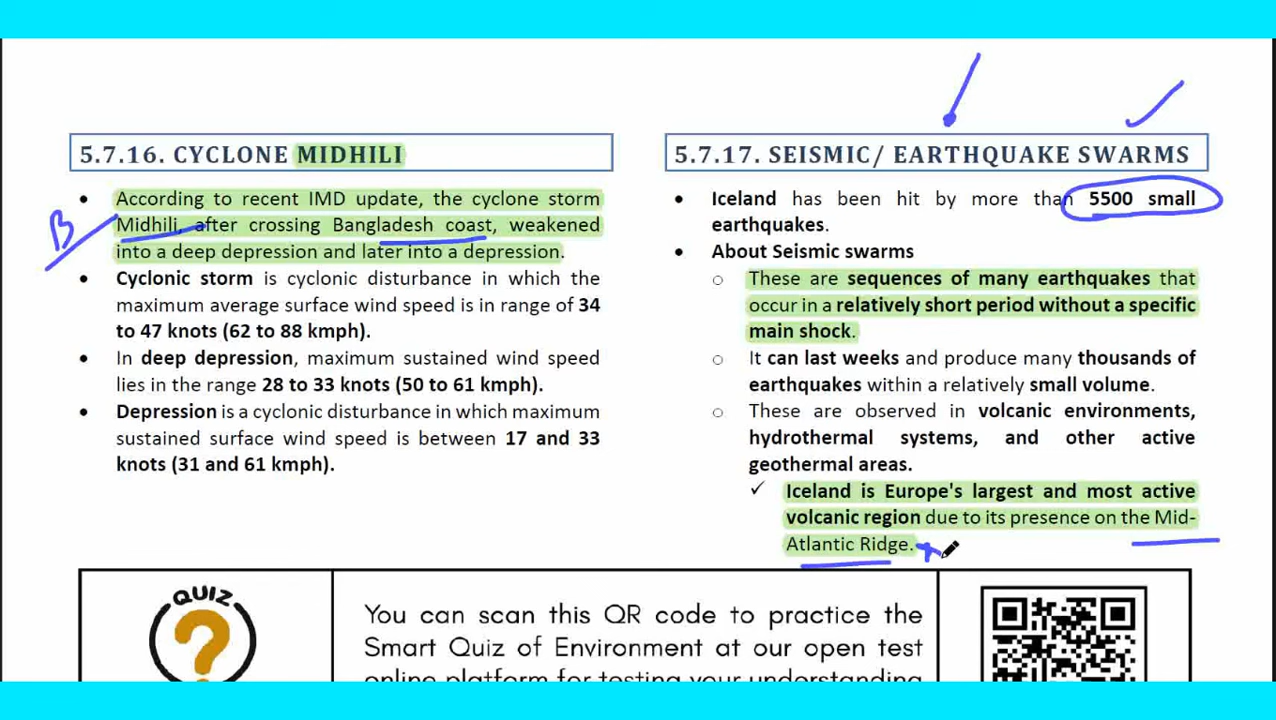 5.7.16. CYCLONE MIDHILI
• According to recent IMD update, the cyclone storm
Midhili, after crossing Bangladesh coast, weakened
into a deep depression and later into a depression.
• Cyclonic storm is cyclonic disturbance in which the
maximum average surface wind speed is in range of 34
to 47 knots (62 to 88 kmph).
• In deep depression, maximum sustained wind speed
lies in the range 28 to 33 knots (50 to 61 kmph).
• Depression is a cyclonic disturbance in which maximum
sustained surface wind speed is between 17 and 33
knots (31 and 61 kmph).
B
5.7.17. SEISMIC/ EARTHQUAKE SWARMS
• Iceland has been hit by more than 5500 small
earthquakes.
• About Seismic swarms
○ These are sequences of many earthquakes that
occur in a relatively short period without a specific
main shock.
○ It can last weeks and produce many thousands of
earthquakes within a relatively small volume.
○ These are observed in volcanic environments,
hydrothermal systems, and other active
geothermal areas.
✓ Iceland is Europe's largest and most active
volcanic region due to its presence on the Mid-
Atlantic Ridge.
QUIZ
?
You can scan this QR code to practice the
Smart Quiz of Environment at our open test
online platform for testing your understanding